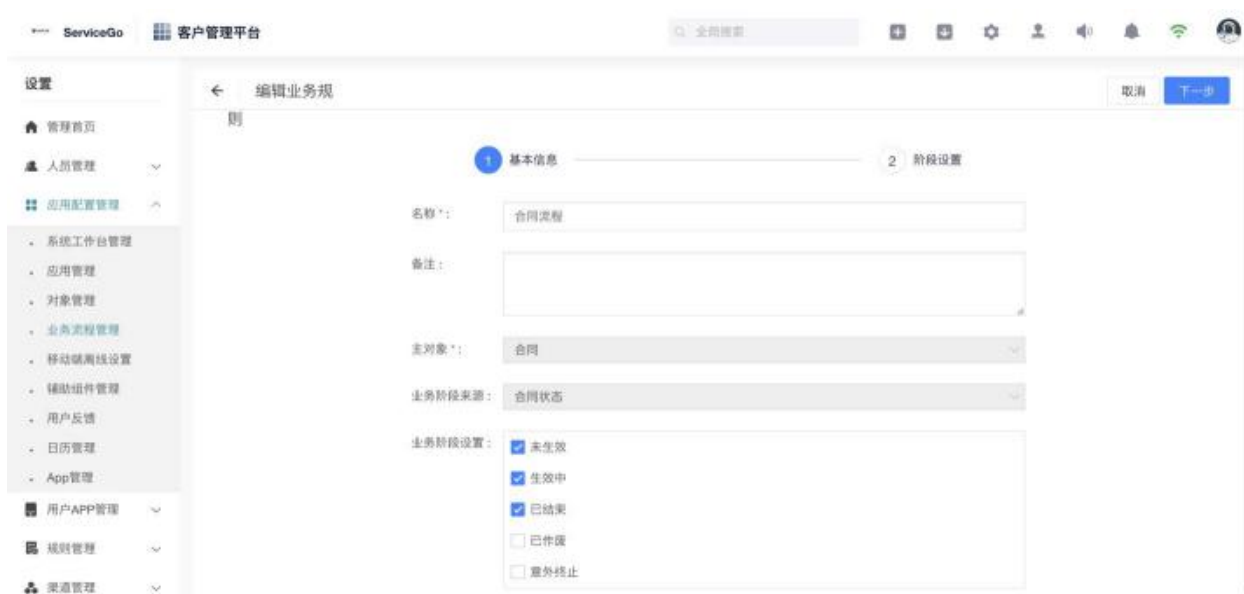 ServiceGo 客户管理平台 全局搜索
设置
编辑业务规
则
取消 下一步
管理首页
人员管理
应用配置管理
系统工作台管理
应用管理
对象管理
业务流程管理
移动端离线设置
辅助组件管理
用户反馈
日历管理
App管理
用户APP管理
规则管理
渠道管理
1 基本信息 2 阶段设置
名称*: 合同流程
备注:
主对象*: 合同
业务阶段来源: 合同状态
业务阶段设置: 未生效
生效中
已结束
已作废
意外终止